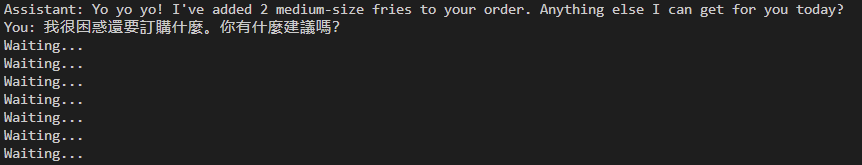 Assistant: Yo yo yo! I've added 2 medium-size fries to your order. Anything else I can get for you today?
You: 我很困惑還要訂購什麼。你有什麼建議嗎?
Waiting...
Waiting...
Waiting...
Waiting...
Waiting...
Waiting...
Waiting...